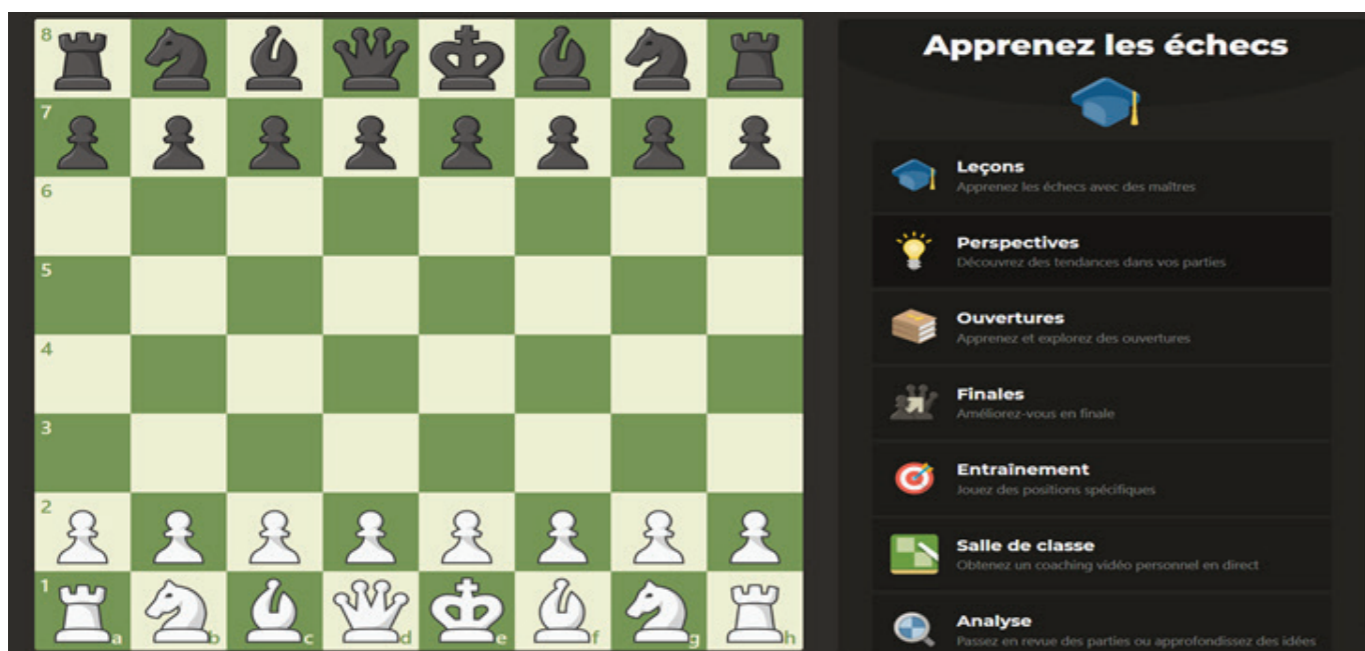 8
7
6
5
4
3
2
1
a b c d e f g h
Apprenez les échecs
Leçons
Apprenez les échecs avec des maîtres
Perspectives
Découvrez des tendances dans vos parties
Ouvertures
Apprenez et explorez des ouvertures
Finales
Améliorez-vous en finale
Entraînement
Jouez des positions spécifiques
Salle de classe
Obtenez un coaching vidéo personnel en direct
Analyse
Passez en revue des parties ou approfondissez des idées